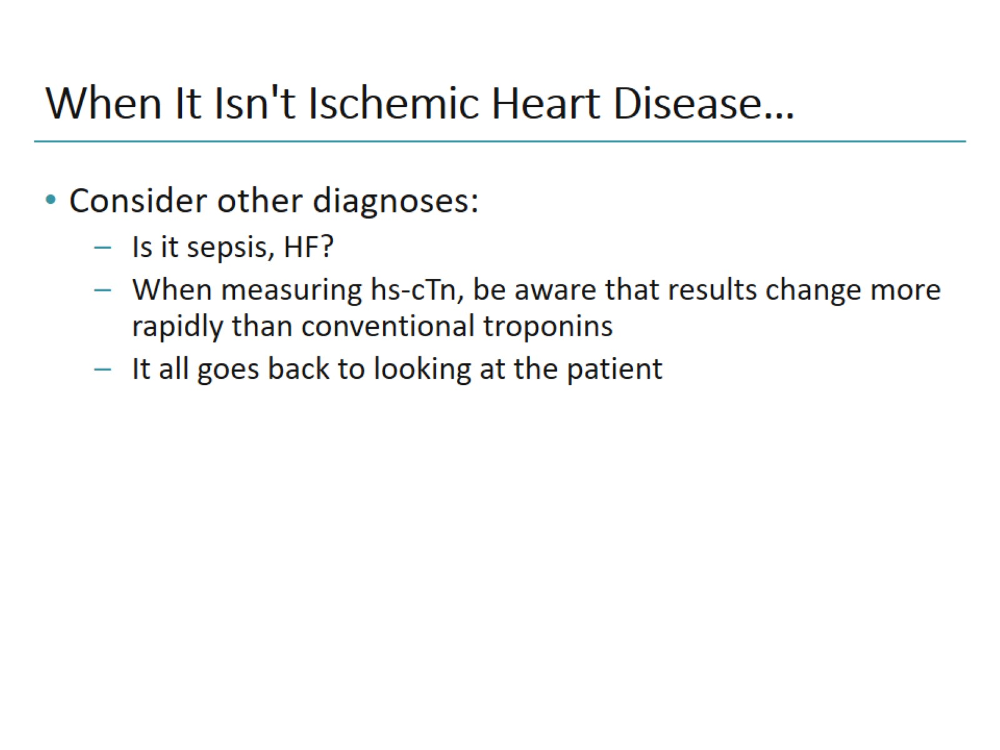 When It Isn't Ischemic Heart Disease...
• Consider other diagnoses:
– Is it sepsis, HF?
– When measuring hs-cTn, be aware that results change more
rapidly than conventional troponins
– It all goes back to looking at the patient